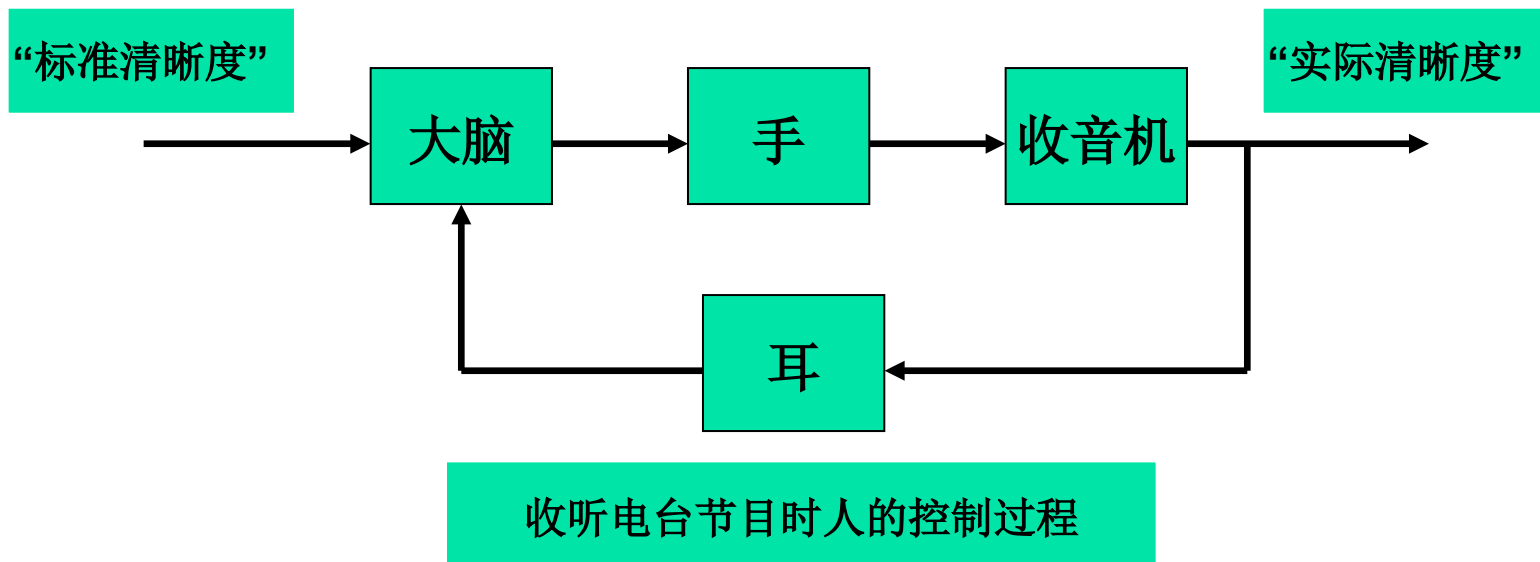 “标准清晰度”
“实际清晰度”
大脑
手
收音机
耳
收听电台节目时人的控制过程